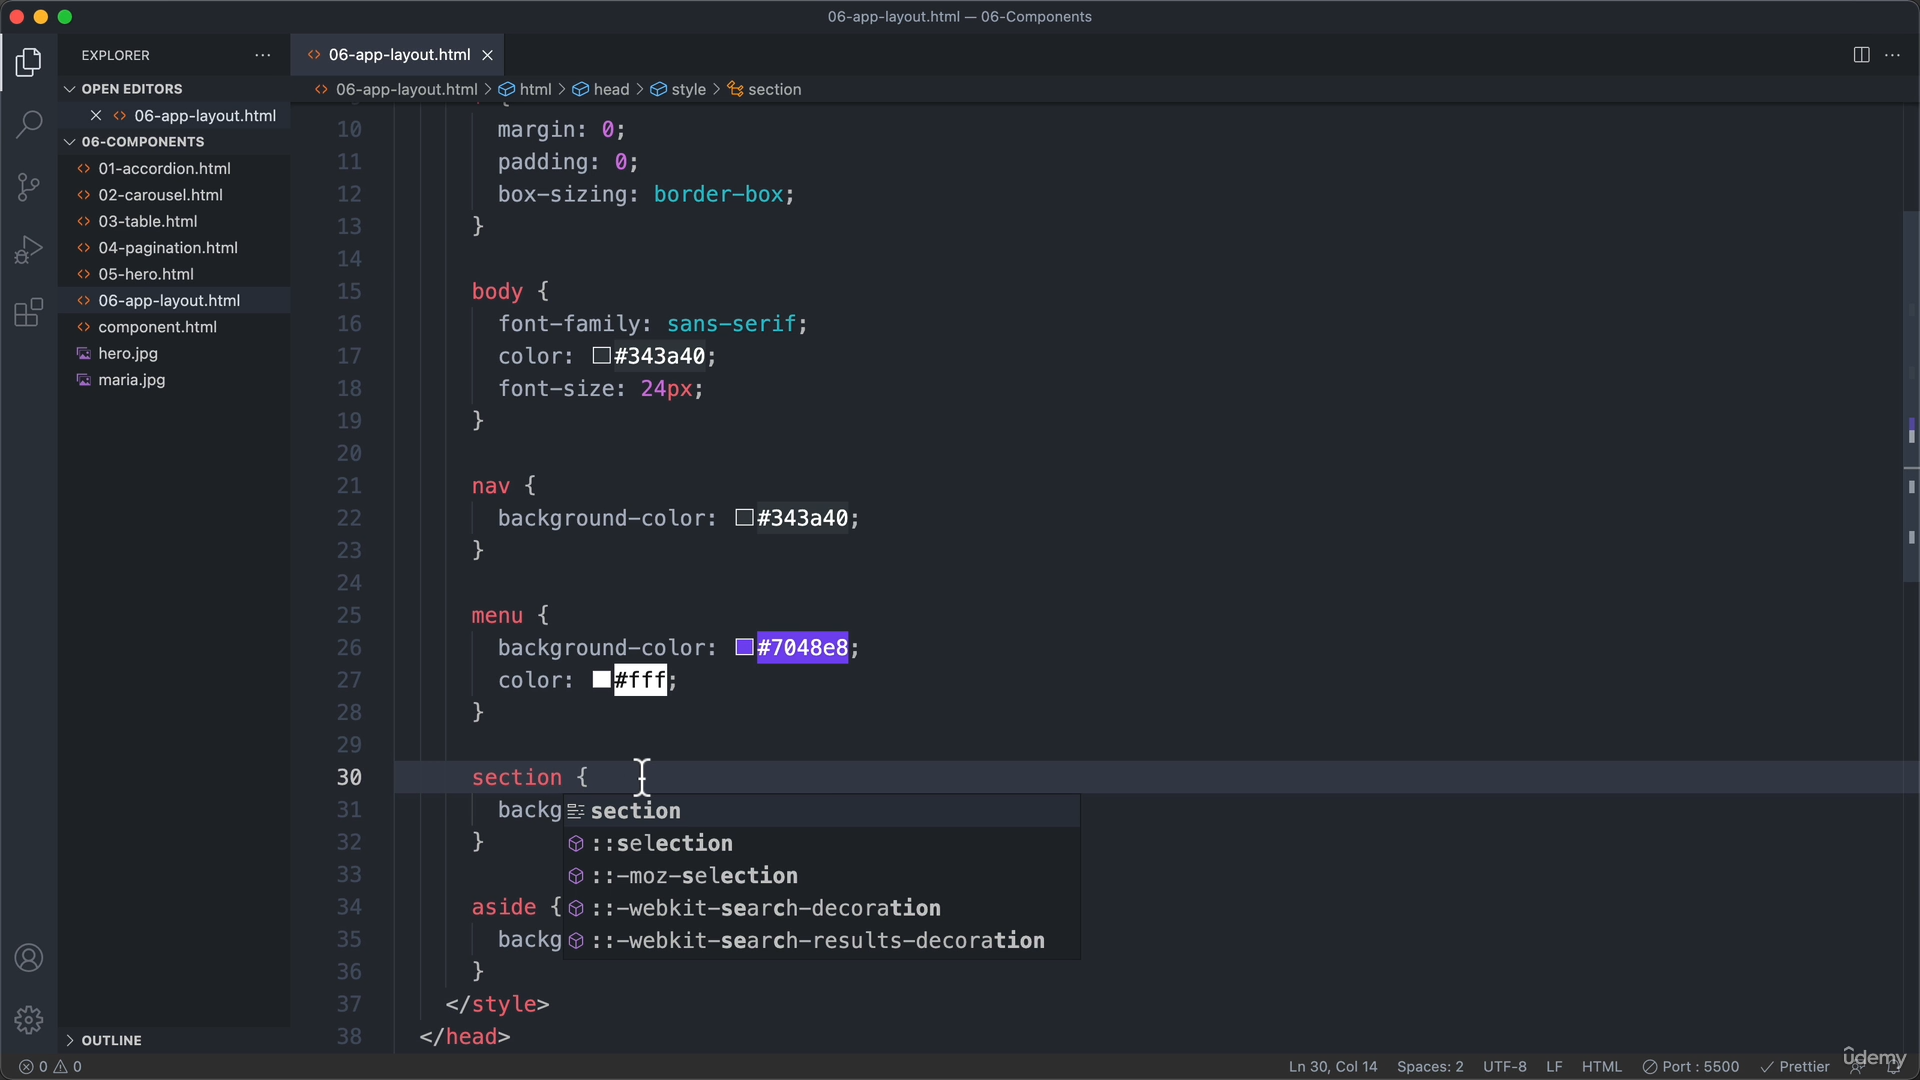 06-app-layout.html — 06-Components
EXPLORER
06-app-layout.html
OPEN EDITORS
06-app-layout.html > html > head > style > section
06-app-layout.html
06-COMPONENTS
01-accordion.html
02-carousel.html
03-table.html
04-pagination.html
05-hero.html
06-app-layout.html
component.html
hero.jpg
maria.jpg
OUTLINE
10 margin: 0;
11 padding: 0;
12 box-sizing: border-box;
13 }
14
15 body {
16 font-family: sans-serif;
17 color: #343a40;
18 font-size: 24px;
19 }
20
21 nav {
22 background-color: #343a40;
23 }
24
25 menu {
26 background-color: #7048e8;
27 color: #fff;
28 }
29
30 section {
31 backg
32 }
33
34 aside {
35 backg
36 }
37 </style>
38 </head>
section
::selection
::-moz-selection
::-webkit-search-decoration
::-webkit-search-results-decoration
0 0
Ln 30, Col 14 Spaces: 2 UTF-8 LF HTML Port : 5500 Prettier
udemy